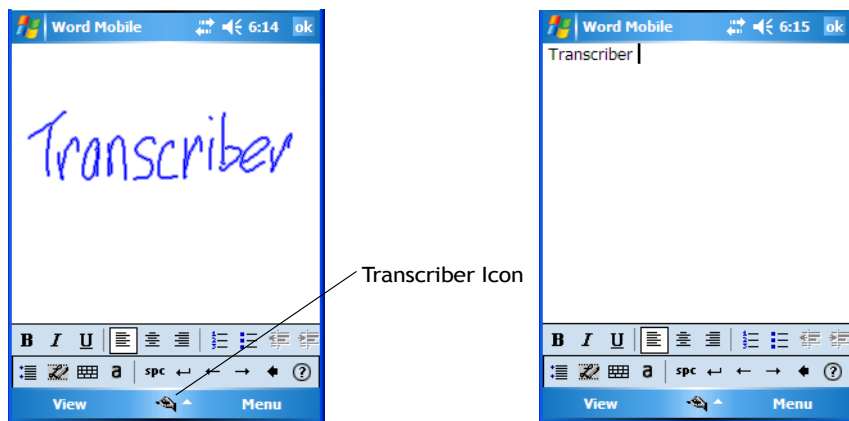 Word Mobile 6:14 ok
Transcriber
Transcriber Icon
B I U
a spc
View Menu
Word Mobile 6:15 ok
Transcriber
B I U
a spc
View Menu